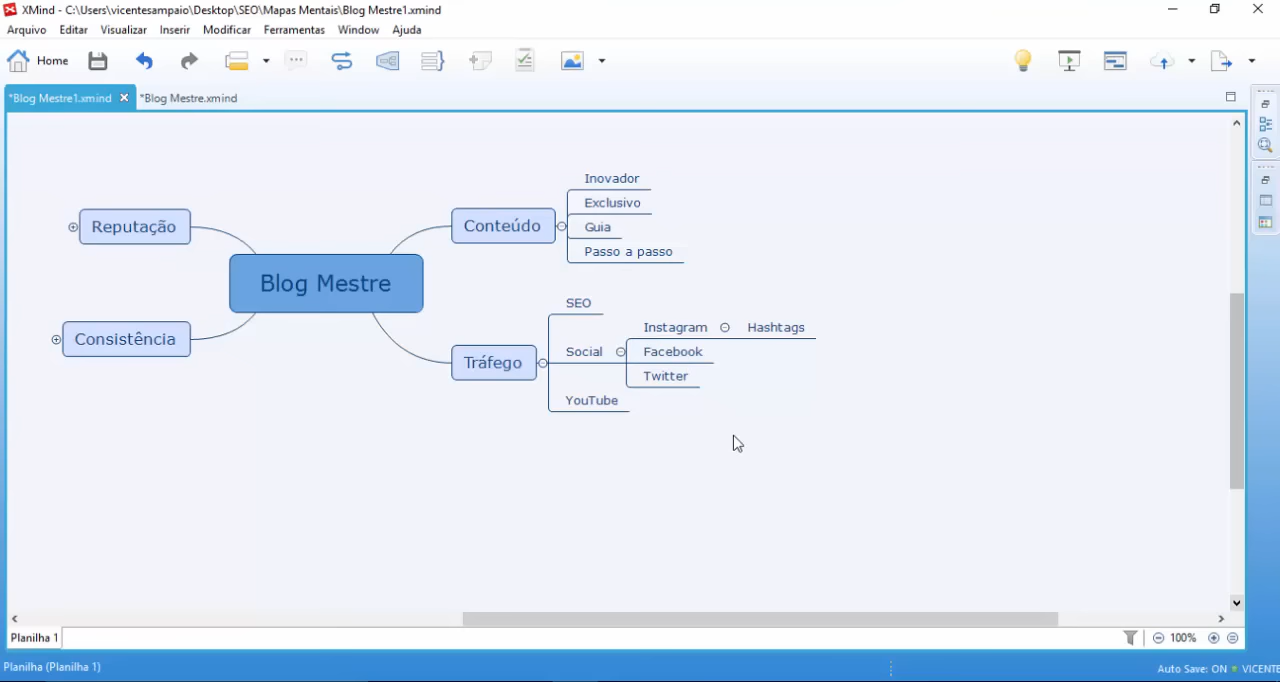 XMind - C:\Users\vicentesampaio\Desktop\SEO\Mapas Mentais\Blog Mestre1.xmind
Arquivo Editar Visualizar Inserir Modificar Ferramentas Window Ajuda
Home
*Blog Mestre1.xmind *Blog Mestre.xmind
Inovador
Exclusivo
Reputação
Conteúdo
Guia
Passo a passo
Blog Mestre
SEO
Instagram Hashtags
Consistência
Social
Facebook
Tráfego
Twitter
YouTube
Planilha 1
100%
Planilha (Planilha 1)
Auto Save: ON VICENTE